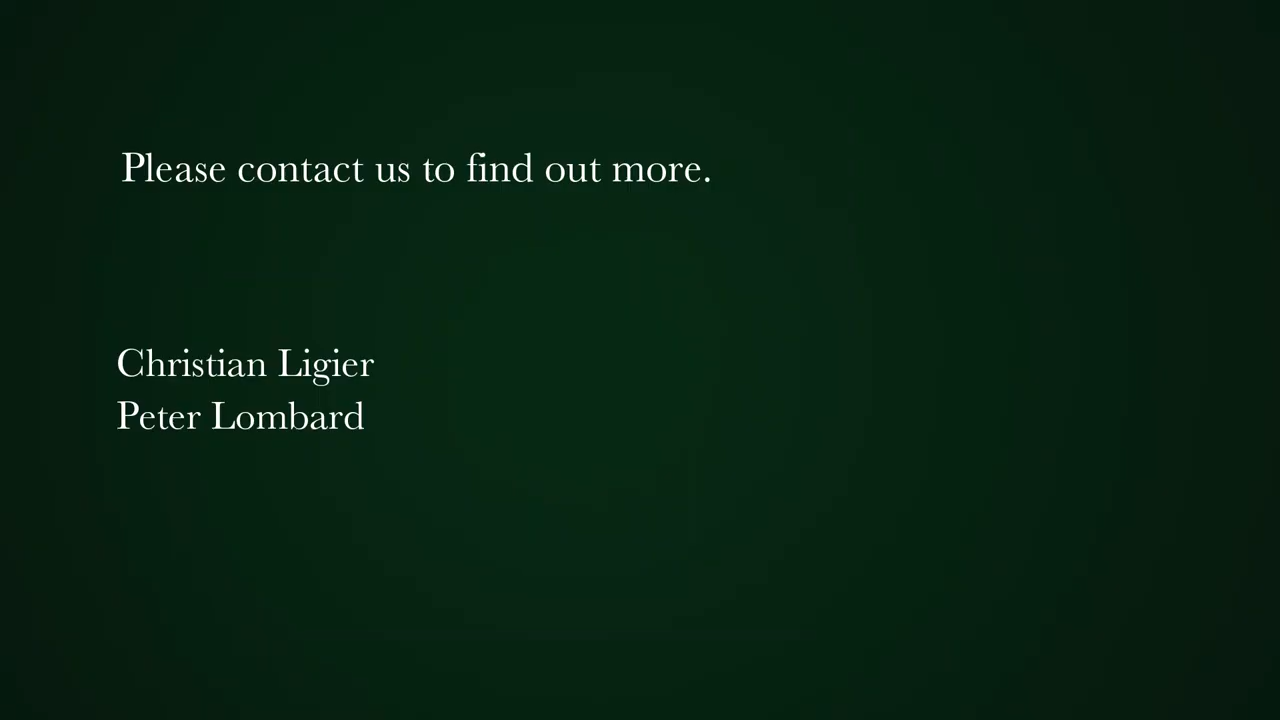 Please contact us to find out more.
Christian Ligier
Peter Lombard